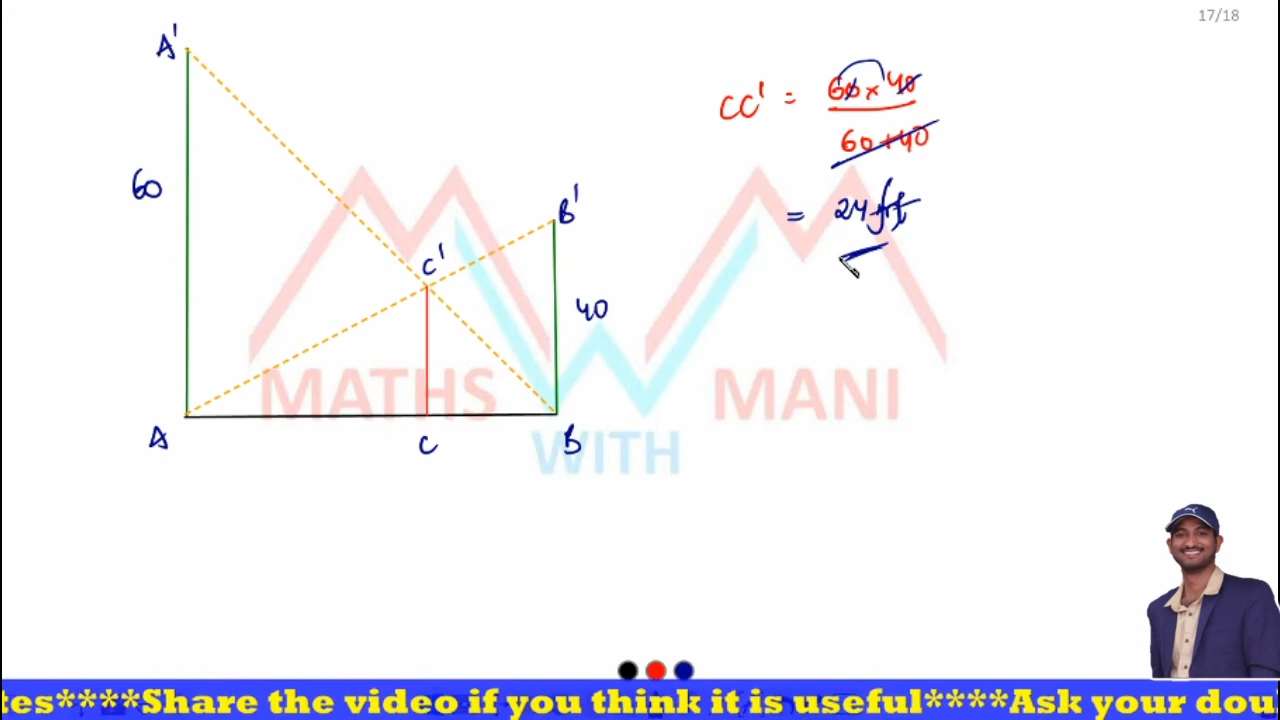 17/18
A'
60
B'
C'
40
A
C
B
CC' = 60 × 40
60 + 40
= 24 ft
MATHS
WITH
MANI
tes****Share the video if you think it is useful****Ask your dou